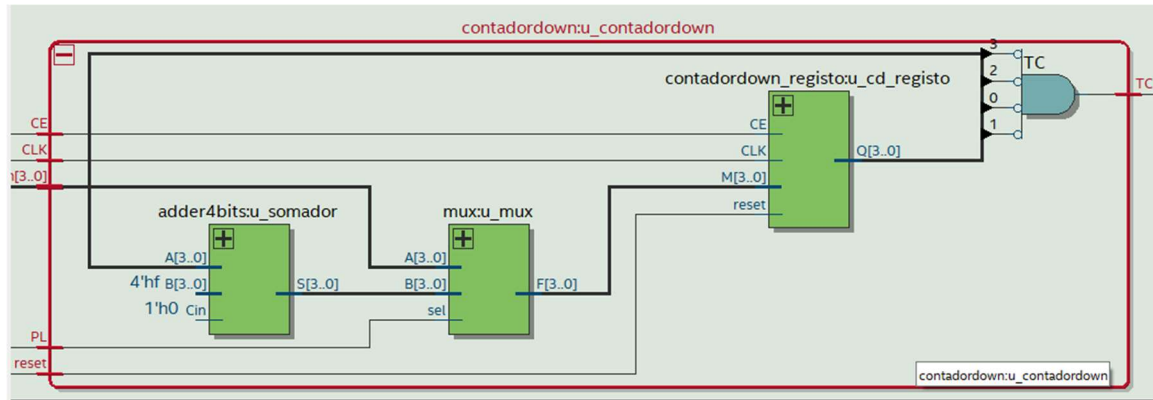 contadordown:u_contadordown
3
TC
2
contadordown_registo:u_cd_registo
TC
0
CE
CE
1
CLK
CLK
Q[3..0]
[3..0]
M[3..0]
reset
adder4bits:u_somador
mux:u_mux
A[3..0]
A[3..0]
4'hf B[3..0]
S[3..0]
B[3..0]
F[3..0]
1'h0 Cin
sel
PL
reset
contadordown:u_contadordown